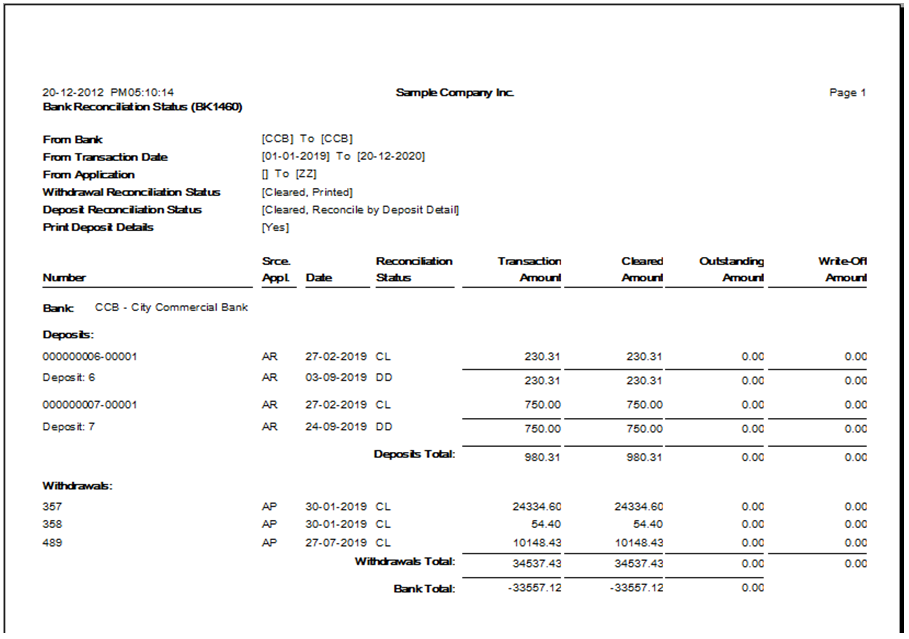 20-12-2012 PM05:10:14 Sample Company Inc. Page 1
Bank Reconciliation Status (BK1460)
From Bank [CCB] To [CCB]
From Transaction Date [01-01-2019] To [20-12-2020]
From Application [] To [ZZ]
Withdrawal Reconciliation Status [Cleared, Printed]
Deposit Reconciliation Status [Cleared, Reconcile by Deposit Detail]
Print Deposit Details [Yes]
Srce. Reconciliation Transaction Cleared Outstanding Write-Off
Number Appl. Date Status Amount Amount Amount Amount
Bank: CCB - City Commercial Bank
Deposits:
000000006-00001 AR 27-02-2019 CL 230.31 230.31 0.00 0.00
Deposit: 6 AR 03-09-2019 DD 230.31 230.31 0.00 0.00
000000007-00001 AR 27-02-2019 CL 750.00 750.00 0.00 0.00
Deposit: 7 AR 24-09-2019 DD 750.00 750.00 0.00 0.00
Deposits Total: 980.31 980.31 0.00 0.00
Withdrawals:
357 AP 30-01-2019 CL 24334.60 24334.60 0.00 0.00
358 AP 30-01-2019 CL 54.40 54.40 0.00 0.00
489 AP 27-07-2019 CL 10148.43 10148.43 0.00 0.00
Withdrawals Total: 34537.43 34537.43 0.00 0.00
Bank Total: -33557.12 -33557.12 0.00